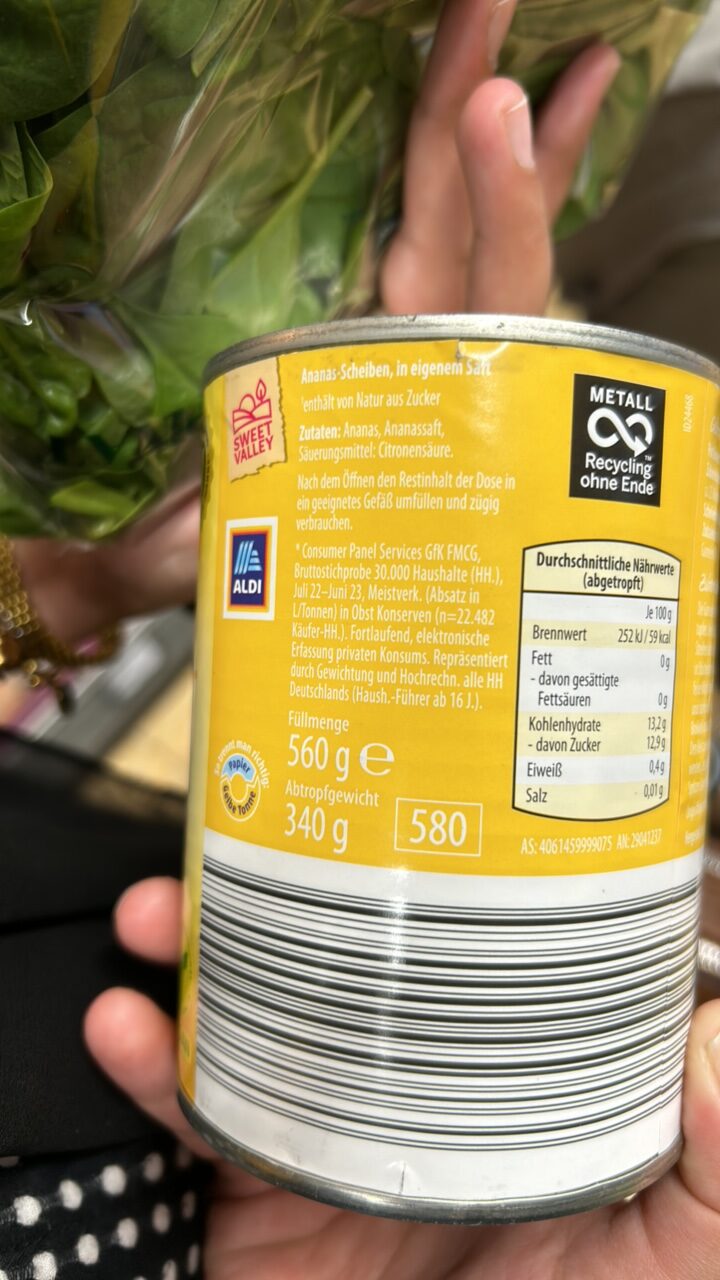 Ananas-Scheiben, in eigenem Saft
¹enthält von Natur aus Zucker
Zutaten: Ananas, Ananassaft,
Säuerungsmittel: Citronensäure.
Nach dem Öffnen den Restinhalt der Dose in
ein geeignetes Gefäß umfüllen und zügig
verbrauchen.
* Consumer Panel Services GfK FMCG,
Bruttostichprobe 30.000 Haushalte (HH.),
Juli 22–Juni 23, Meistverk. (Absatz in
L/Tonnen) in Obst Konserven (n=22.482
Käufer-HH.). Fortlaufend, elektronische
Erfassung privaten Konsums. Repräsentiert
durch Gewichtung und Hochrechn. alle HH
Deutschlands (Haush.-Führer ab 16 J.).
Füllmenge
560 g e
Abtropfgewicht
340 g
580
SWEET
VALLEY
ALDI
man richtig:
Papier
Gelbe Tonne
METALL
Recycling™
ohne Ende
Durchschnittliche Nährwerte
(abgetropft)
Je 100 g
Brennwert 252 kJ / 59 kcal
Fett 0 g
- davon gesättigte
Fettsäuren 0 g
Kohlenhydrate 13,2 g
- davon Zucker 12,9 g
Eiweiß 0,4 g
Salz 0,01 g
AS: 4061459999075 AN: 29041237